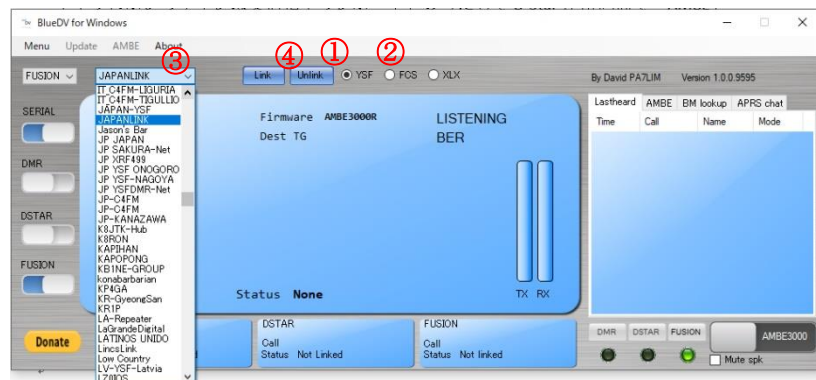 BlueDV for Windows
Menu Update AMBE About
③ ④ ① ②
FUSION JAPANLINK Link Unlink YSF FCS XLX By David PA7LIM Version 1.0.0.9595
IT_C4FM-LIGURIA
IT_C4FM-TIGULLIO
JAPAN-YSF
JAPANLINK
Jason's Bar
JP JAPAN
JP SAKURA-Net
JP XRF499
JP YSF ONOGORO
JP YSF-NAGOYA
JP YSFDMR-Net
JP-C4FM
JP-C4FM
JP-KANAZAWA
K8JTK-Hub
K8RON
KAPIHAN
KAPOPONG
KB1NE-GROUP
konabarbarian
KP4GA
KR-GyeongSan
KR1P
LA-Repeater
LaGrandeDigital
LATINOS UNIDO
LincsLink
Low Country
LV-YSF-Latvia
SERIAL
DMR
DSTAR
FUSION
Donate
Firmware AMBE3000R LISTENING
Dest TG BER
Status None TX RX
DSTAR
Call
Status Not Linked
FUSION
Call
Status Not linked
Lastheard AMBE BM lookup APRS chat
Time Call Name Mode
DMR DSTAR FUSION AMBE3000
Mute spk